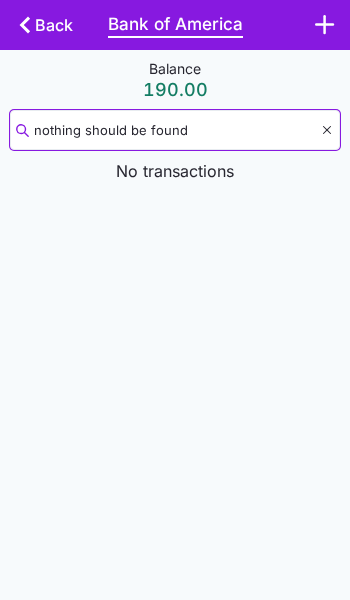 Back
Bank of America
Balance
190.00
nothing should be found
No transactions